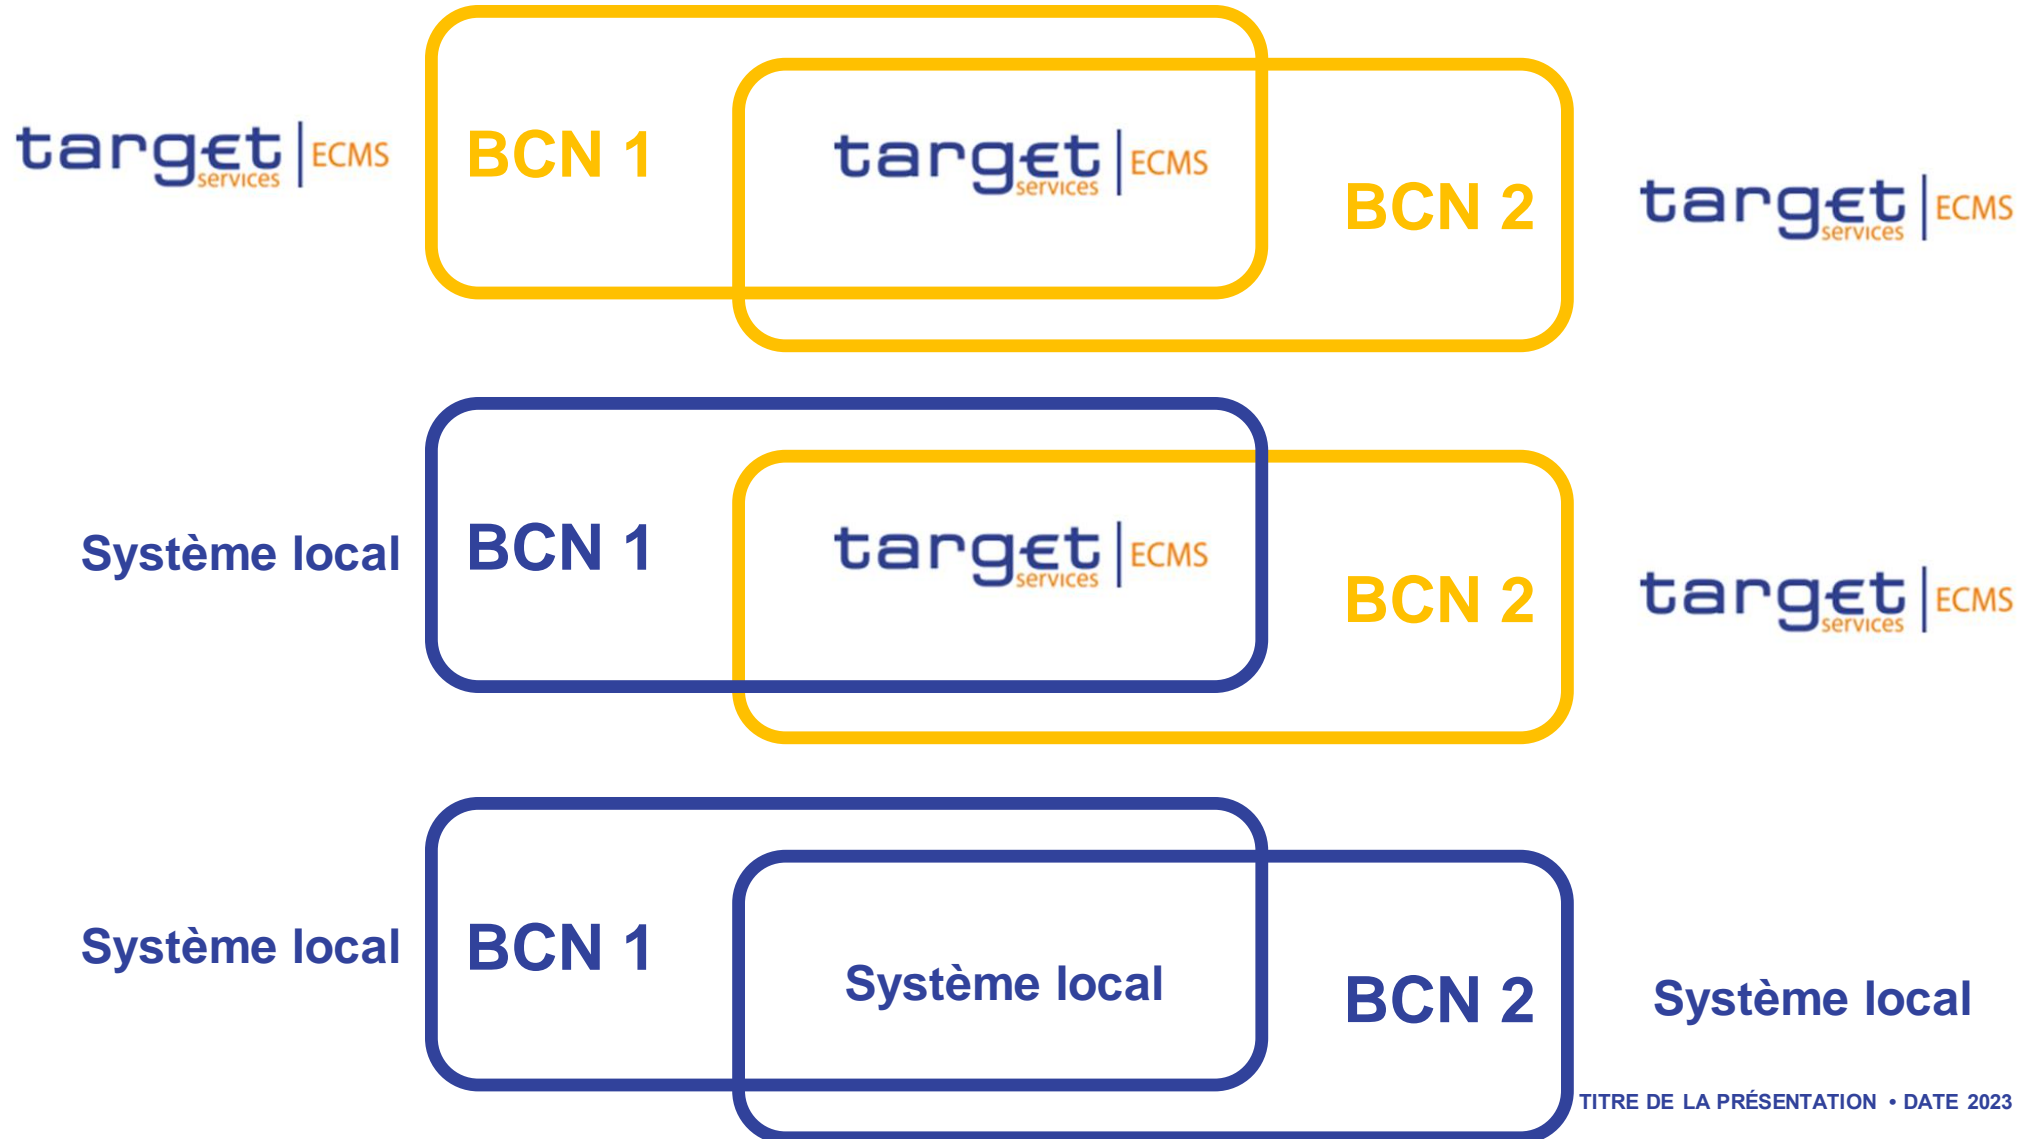 target services | ECMS
BCN 1
target services | ECMS
BCN 2
target services | ECMS
Système local
BCN 1
target services | ECMS
BCN 2
target services | ECMS
Système local
BCN 1
Système local
BCN 2
Système local
TITRE DE LA PRÉSENTATION • DATE 2023